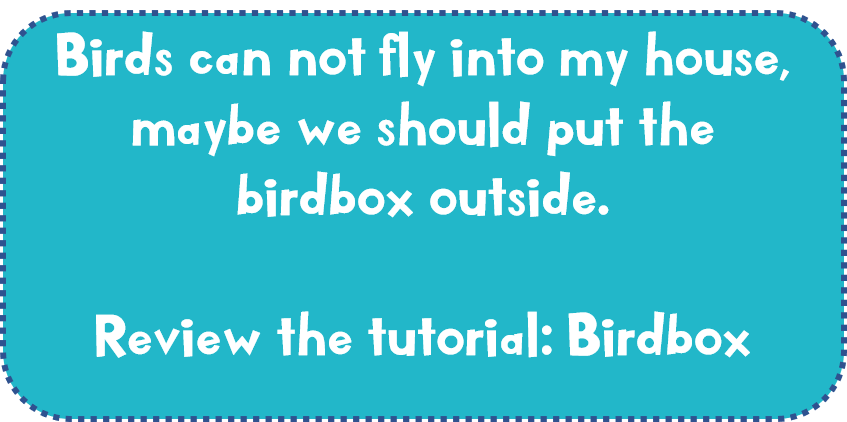 Birds can not fly into my house,
maybe we should put the
birdbox outside.
Review the tutorial: Birdbox